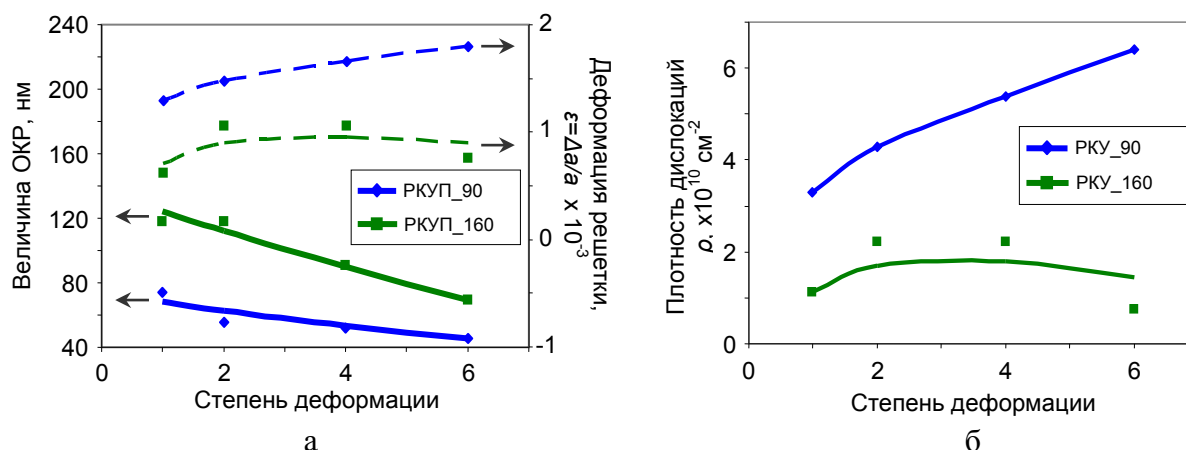 240
200
160
120
80
40
Величина ОКР, нм
2
1
0
-1
Деформация решетки,
ε=Δa/a x 10-3
РКУП_90
РКУП_160
0
2
4
6
Степень деформации
а
6
4
2
0
Плотность дислокаций
ρ, x10^10 см-2
РКУ_90
РКУ_160
0
2
4
6
Степень деформации
б